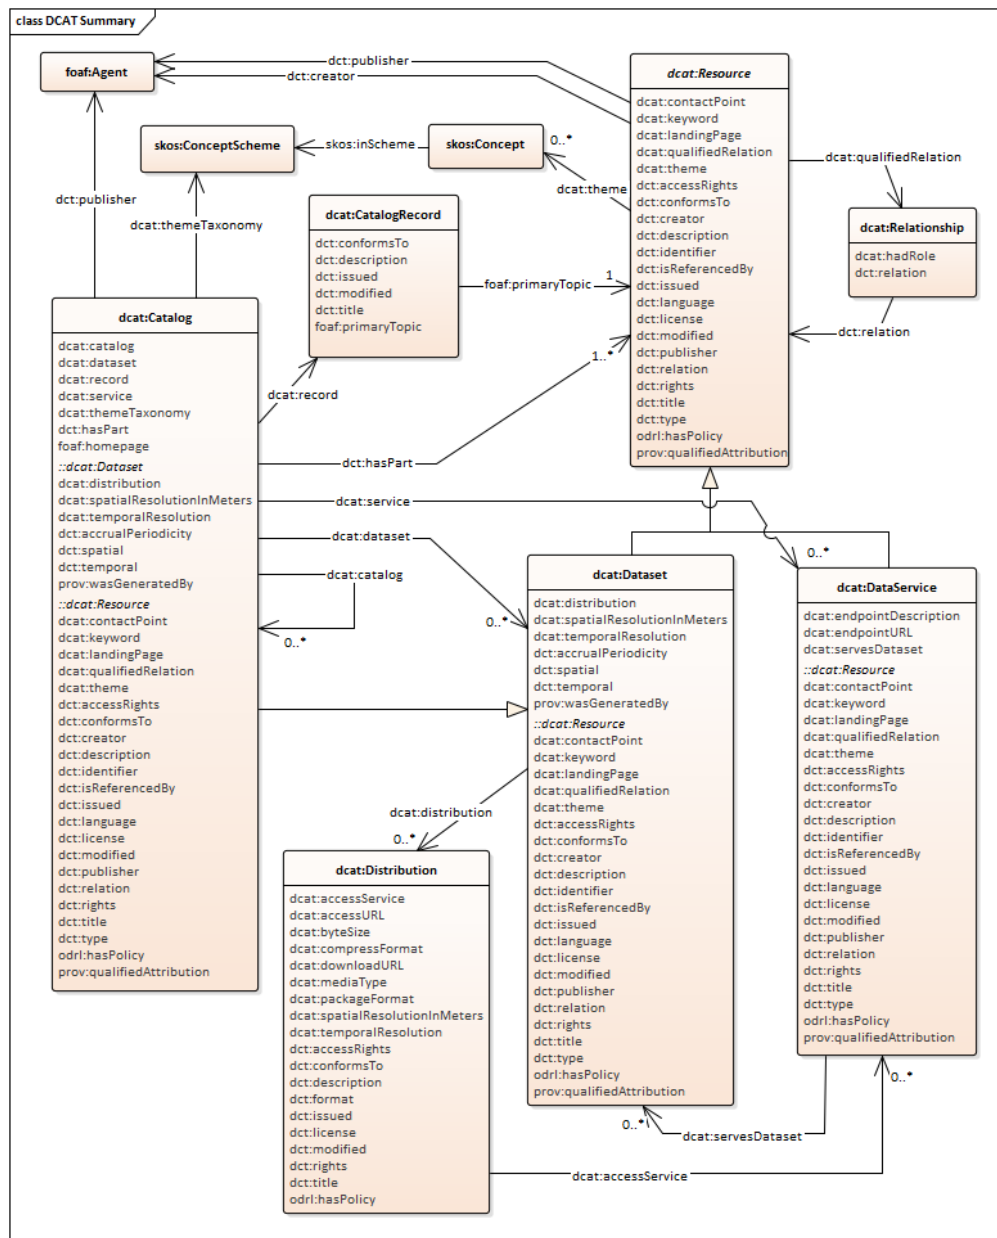 class DCAT Summary
foaf:Agent
dct:publisher
dct:creator
skos:ConceptScheme
skos:inScheme
skos:Concept
0..*
dcat:theme
dct:publisher
dcat:themeTaxonomy
dcat:Resource
dcat:contactPoint
dcat:keyword
dcat:landingPage
dcat:qualifiedRelation
dcat:theme
dct:accessRights
dct:conformsTo
dct:creator
dct:description
dct:identifier
dct:isReferencedBy
dct:issued
dct:language
dct:license
dct:modified
dct:publisher
dct:relation
dct:rights
dct:title
dct:type
odrl:hasPolicy
prov:qualifiedAttribution
dcat:qualifiedRelation
dcat:Relationship
dcat:hadRole
dct:relation
dct:relation
dcat:CatalogRecord
dct:conformsTo
dct:description
dct:issued
dct:modified
dct:title
foaf:primaryTopic
foaf:primaryTopic
1
1..*
dcat:record
dct:hasPart
dcat:service
0..*
dcat:dataset
0..*
dcat:catalog
0..*
dcat:Catalog
dcat:catalog
dcat:dataset
dcat:record
dcat:service
dcat:themeTaxonomy
dct:hasPart
foaf:homepage
::dcat:Dataset
dcat:distribution
dcat:spatialResolutionInMeters
dcat:temporalResolution
dct:accrualPeriodicity
dct:spatial
dct:temporal
prov:wasGeneratedBy
::dcat:Resource
dcat:contactPoint
dcat:keyword
dcat:landingPage
dcat:qualifiedRelation
dcat:theme
dct:accessRights
dct:conformsTo
dct:creator
dct:description
dct:identifier
dct:isReferencedBy
dct:issued
dct:language
dct:license
dct:modified
dct:publisher
dct:relation
dct:rights
dct:title
dct:type
odrl:hasPolicy
prov:qualifiedAttribution
dcat:Dataset
dcat:distribution
dcat:spatialResolutionInMeters
dcat:temporalResolution
dct:accrualPeriodicity
dct:spatial
dct:temporal
prov:wasGeneratedBy
::dcat:Resource
dcat:contactPoint
dcat:keyword
dcat:landingPage
dcat:qualifiedRelation
dcat:theme
dct:accessRights
dct:conformsTo
dct:creator
dct:description
dct:identifier
dct:isReferencedBy
dct:issued
dct:language
dct:license
dct:modified
dct:publisher
dct:relation
dct:rights
dct:title
dct:type
odrl:hasPolicy
prov:qualifiedAttribution
dcat:DataService
dcat:endpointDescription
dcat:endpointURL
dcat:servesDataset
::dcat:Resource
dcat:contactPoint
dcat:keyword
dcat:landingPage
dcat:qualifiedRelation
dcat:theme
dct:accessRights
dct:conformsTo
dct:creator
dct:description
dct:identifier
dct:isReferencedBy
dct:issued
dct:language
dct:license
dct:modified
dct:publisher
dct:relation
dct:rights
dct:title
dct:type
odrl:hasPolicy
prov:qualifiedAttribution
dcat:distribution
0..*
dcat:Distribution
dcat:accessService
dcat:accessURL
dcat:byteSize
dcat:compressFormat
dcat:downloadURL
dcat:mediaType
dcat:packageFormat
dcat:spatialResolutionInMeters
dcat:temporalResolution
dct:accessRights
dct:conformsTo
dct:description
dct:format
dct:issued
dct:license
dct:modified
dct:rights
dct:title
odrl:hasPolicy
0..*
dcat:servesDataset
0..*
dcat:accessService